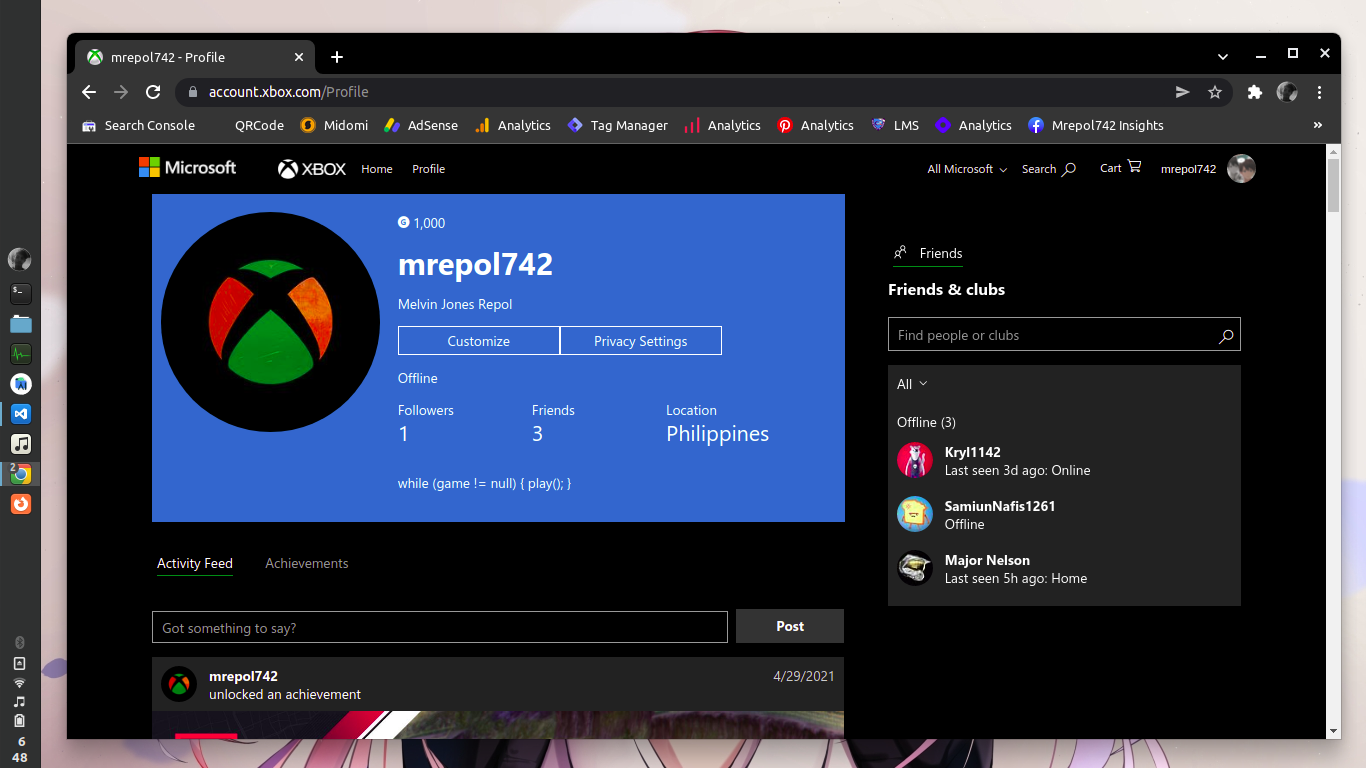 mrepol742 - Profile
account.xbox.com/Profile
Search Console
QRCode
Midomi
AdSense
Analytics
Tag Manager
Analytics
Analytics
LMS
Analytics
Mrepol742 Insights
»
Microsoft
XBOX
Home
Profile
All Microsoft
Search
Cart
mrepol742
G 1,000
mrepol742
Melvin Jones Repol
Customize
Privacy Settings
Offline
Followers
Friends
Location
1
3
Philippines
while (game != null) { play(); }
Friends
Friends & clubs
Find people or clubs
All
Offline (3)
Kryl1142
Last seen 3d ago: Online
SamiunNafis1261
Offline
Major Nelson
Last seen 5h ago: Home
Activity Feed
Achievements
Got something to say?
Post
mrepol742
4/29/2021
unlocked an achievement
2
6
48